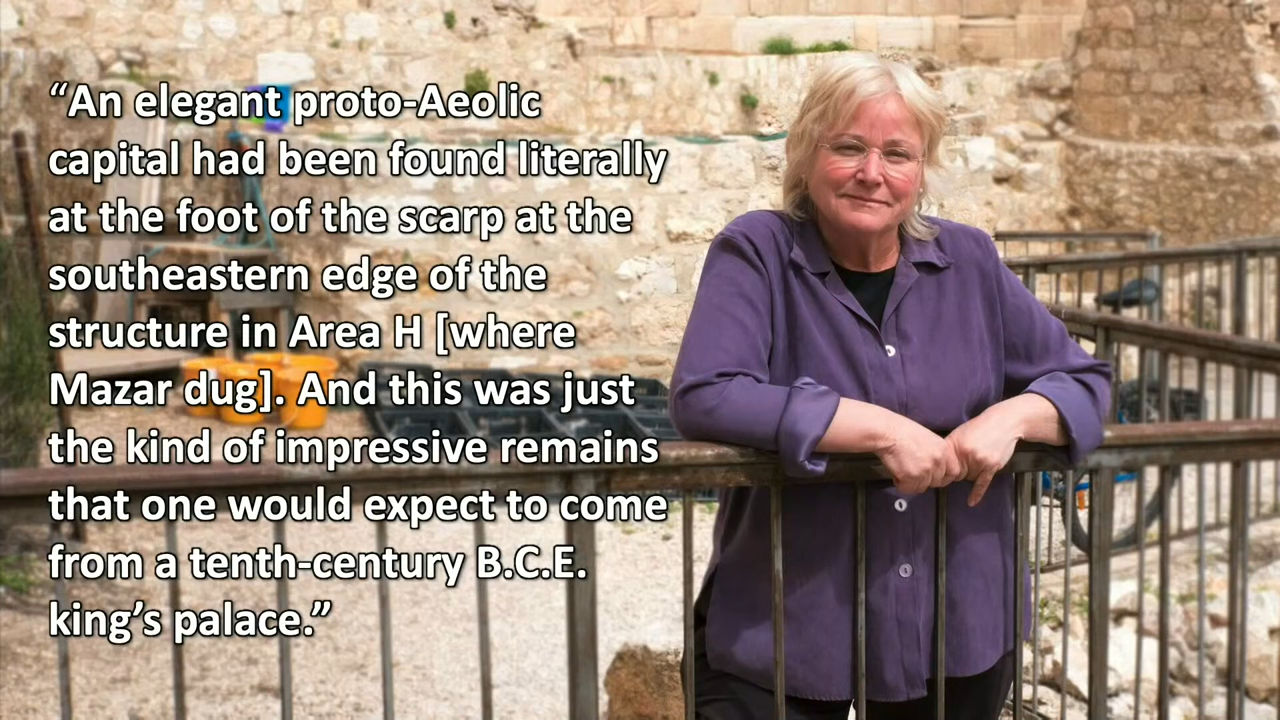 “An elegant proto-Aeolic
capital had been found literally
at the foot of the scarp at the
southeastern edge of the
structure in Area H [where
Mazar dug]. And this was just
the kind of impressive remains
that one would expect to come
from a tenth-century B.C.E.
king’s palace.”